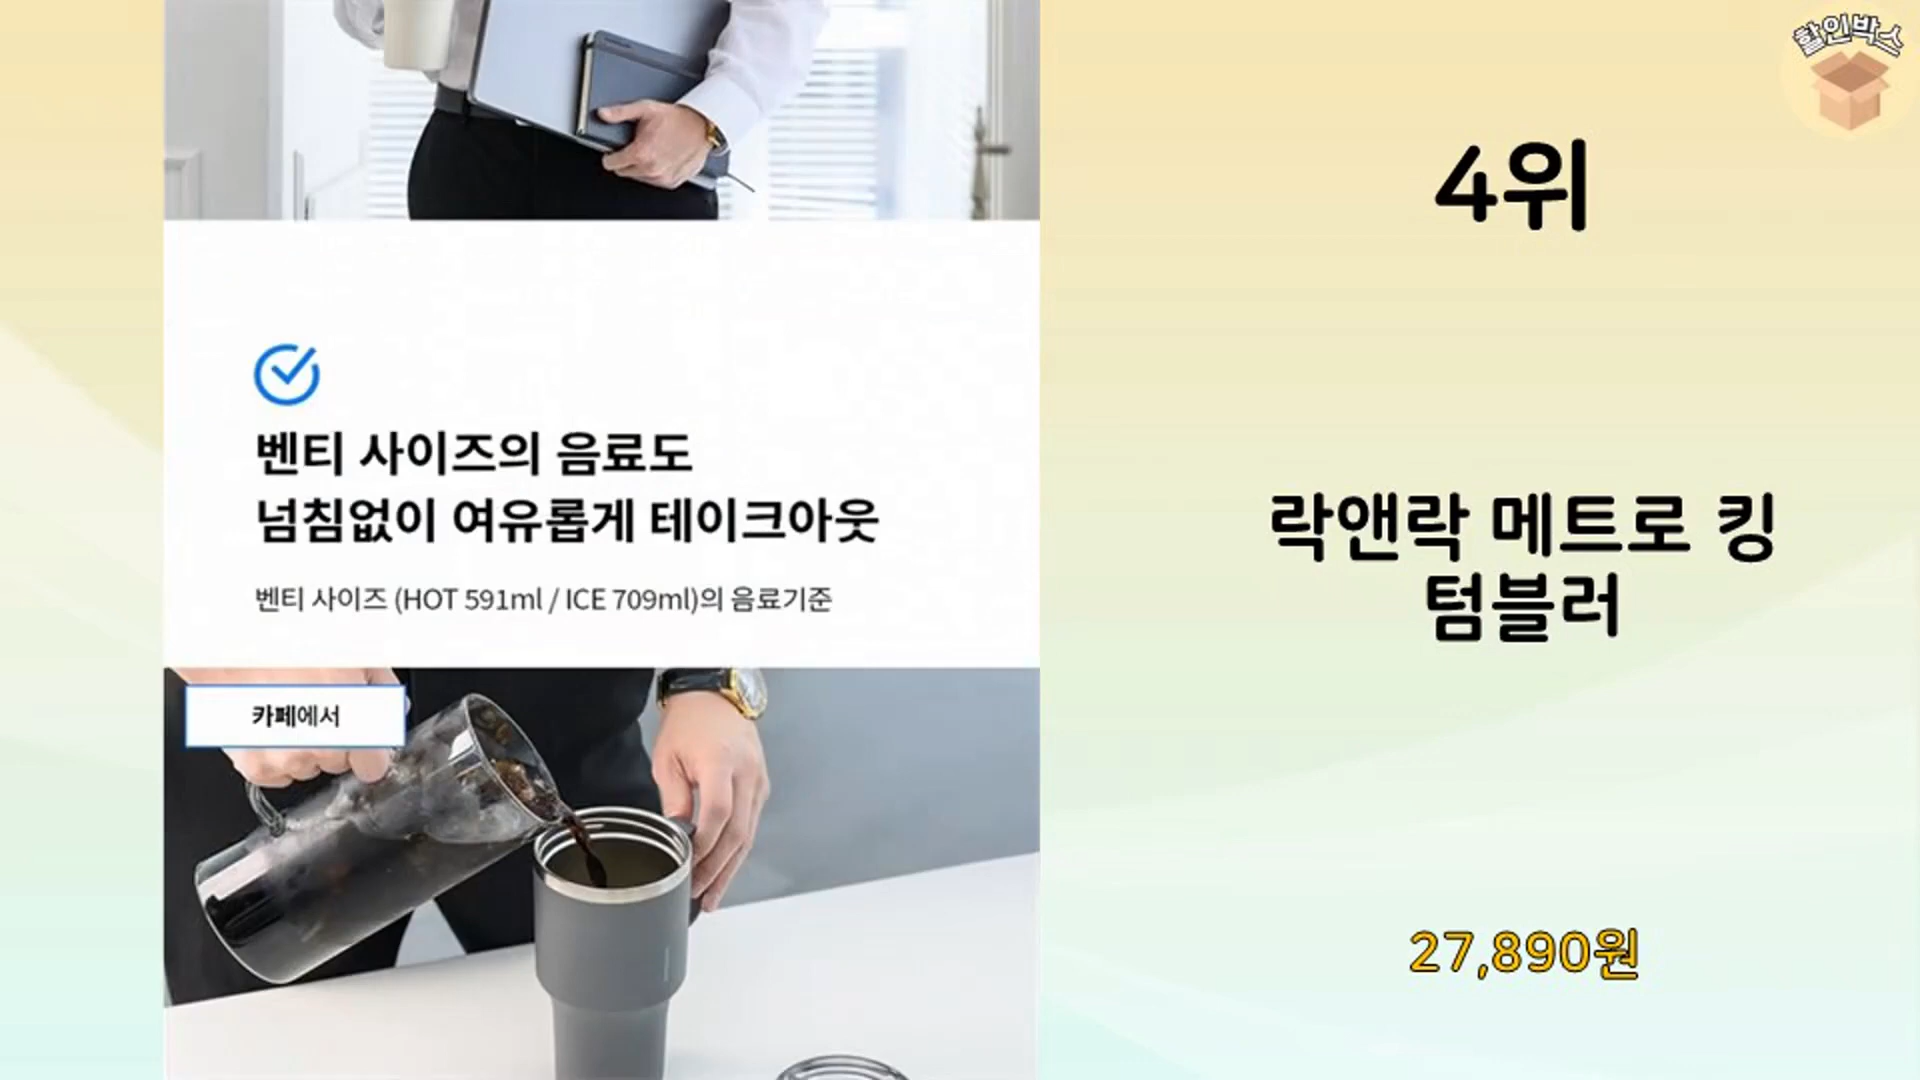 할인박스
4위
벤티 사이즈의 음료도
넘침없이 여유롭게 테이크아웃
벤티 사이즈 (HOT 591ml / ICE 709ml)의 음료기준
카페에서
락앤락 메트로 킹
텀블러
27,890원